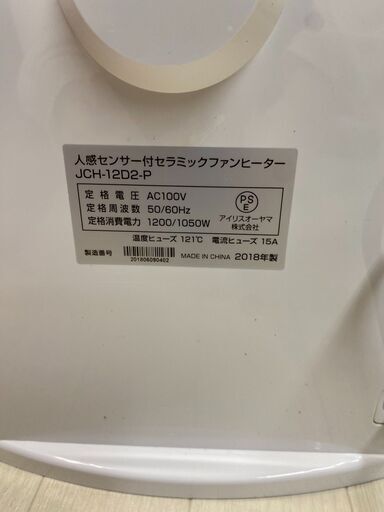 人感センサー付セラミックファンヒーター
JCH-12D2-P
定格電圧 AC100V
定格周波数 50/60Hz
定格消費電力 1200/1050W
PS
E
アイリスオーヤマ
株式会社
温度ヒューズ 121℃ 電流ヒューズ 15A
製造番号 201806090402 MADE IN CHINA 2018年製